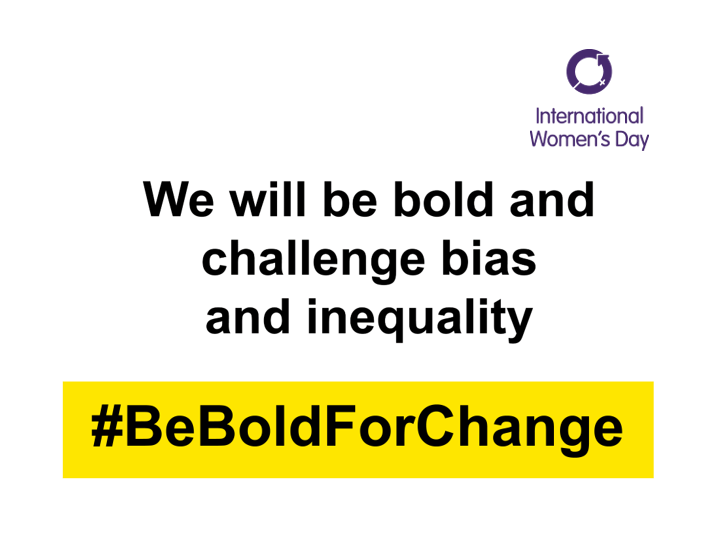 International
Women's Day
We will be bold and
challenge bias
and inequality
#BeBoldForChange